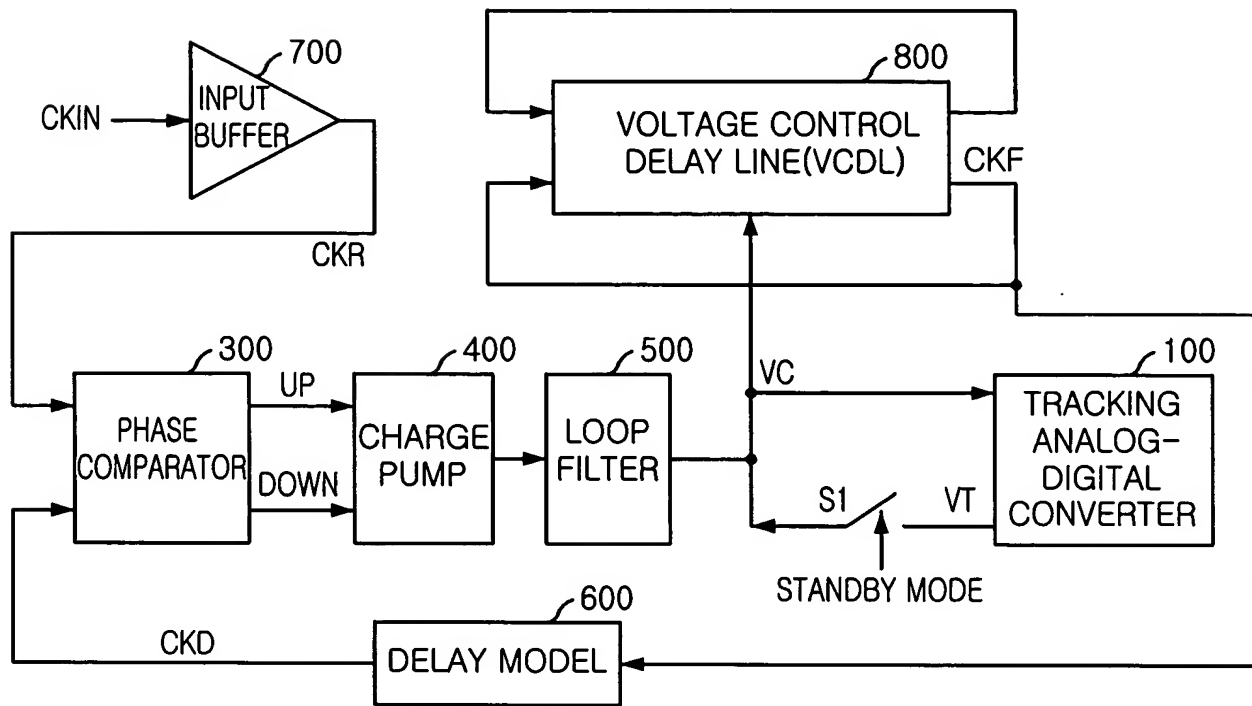 700
INPUT
BUFFER
CKIN
CKR
800
VOLTAGE CONTROL
DELAY LINE(VCDL)
CKF
300
PHASE
COMPARATOR
UP
DOWN
400
CHARGE
PUMP
500
LOOP
FILTER
VC
100
TRACKING
ANALOG-
DIGITAL
CONVERTER
S1
VT
STANDBY MODE
600
DELAY MODEL
CKD